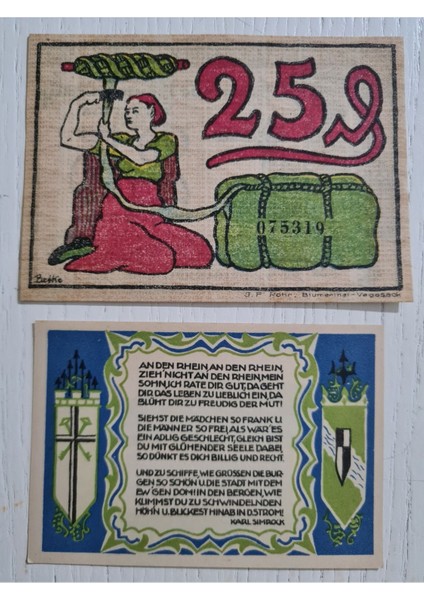 25₰
075319
Batke
J. P. Rohr, Blumenthal-Vegesack
AN DEN RHEIN, AN DEN RHEIN,
ZIEH' NICHT AN DEN RHEIN, MEIN
SOHN, ICH RATE DIR GUT, DA GEHT
DIR DAS LEBEN ZU LIEBLICH EIN, DA
BLÜHT DIR ZU FREUDIG DER MUT!
SIEHST DIE MÄDCHEN SO FRANK U.
DIE MÄNNER SO FREI, ALS WÄR' ES
EIN ADLIG GESCHLECHT, GLEICH BIST
DU MIT GLÜHENDER SEELE DABEI,
SO DÜNKT ES DICH BILLIG UND RECHT.
UND ZU SCHIFFE, WIE GRÜSSEN DIE BUR-
GEN SO SCHÖN U. DIE STADT MIT DEM
EW'GEN DOM! IN DEN BERGEN, WIE
KLIMMST DU ZU SCHWINDELNDEN
HÖHN U. BLICKEST HINAB IN D. STROM!
KARL SIMROCK